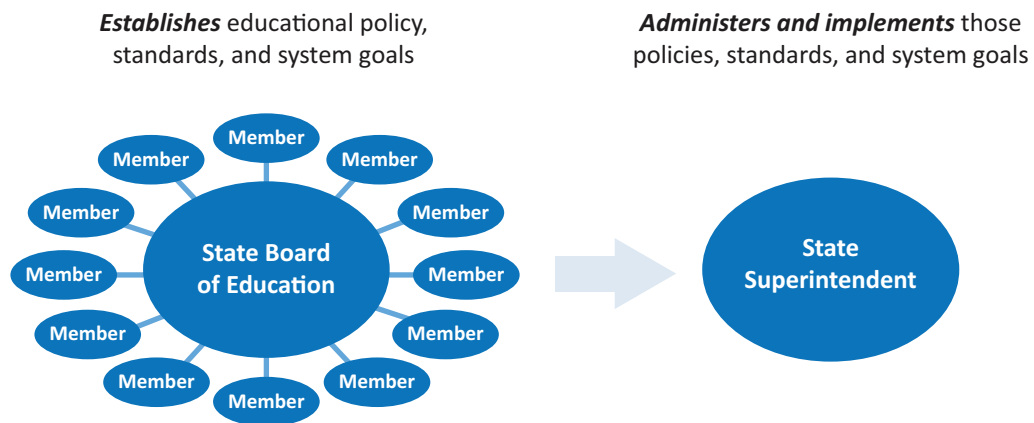 Establishes educational policy,
standards, and system goals
Administers and implements those
policies, standards, and system goals
Member
Member
Member
Member
Member
Member
Member
Member
Member
Member
Member
Member
State Board
of Education
State
Superintendent